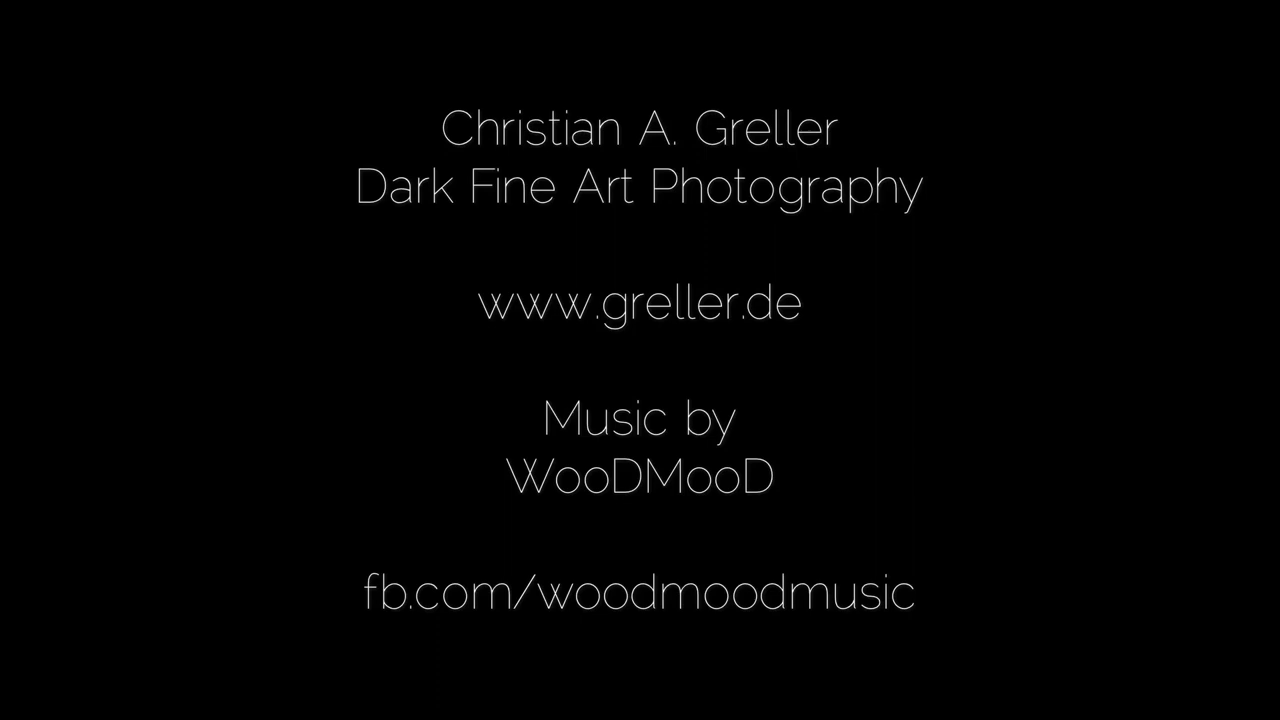 Christian A. Greller
Dark Fine Art Photography
www.greller.de
Music by
WooDMooD
fb.com/woodmoodmusic